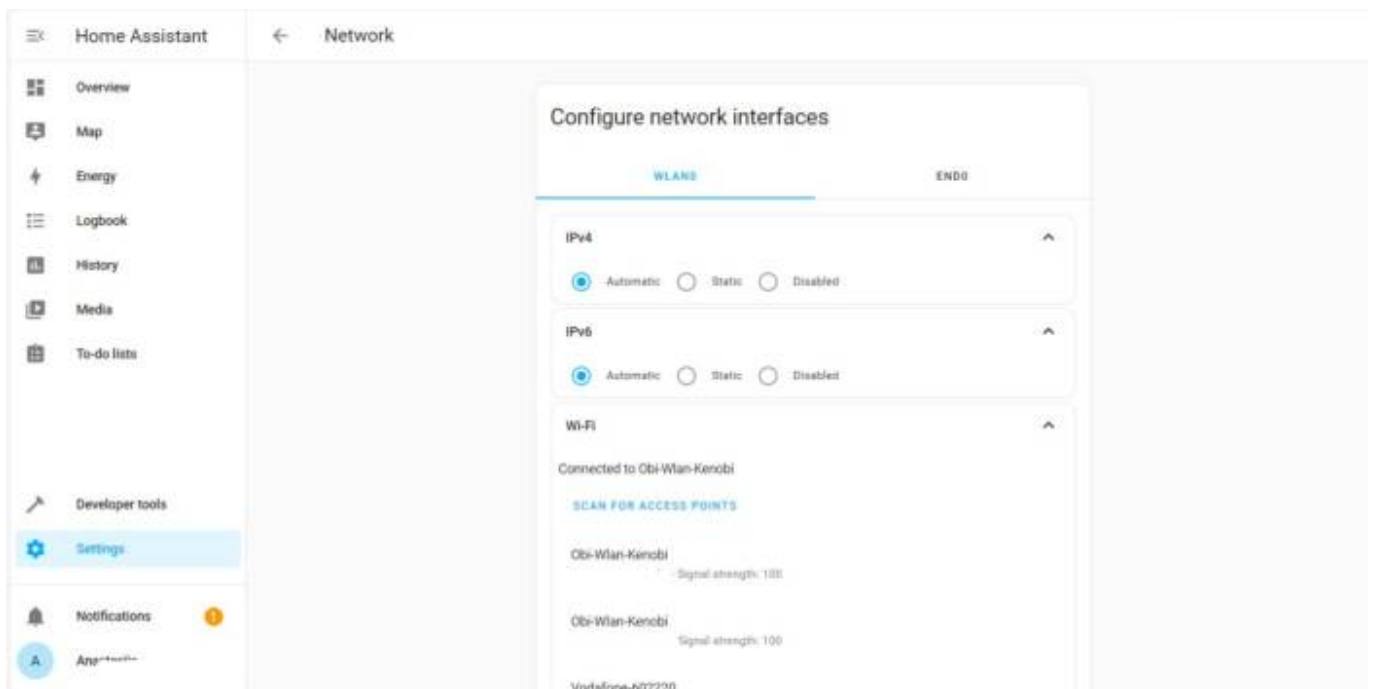 Home Assistant
Network
Overview
Map
Energy
Logbook
History
Media
To-do lists
Developer tools
Settings
Notifications
A
Configure network interfaces
WLAN0
END0
IPv4
Automatic Static Disabled
IPv6
Automatic Static Disabled
Wi-Fi
Connected to Obi-Wlan-Kenobi
SCAN FOR ACCESS POINTS
Obi-Wlan-Kenobi
Signal strength: 100
Obi-Wlan-Kenobi
Signal strength: 100